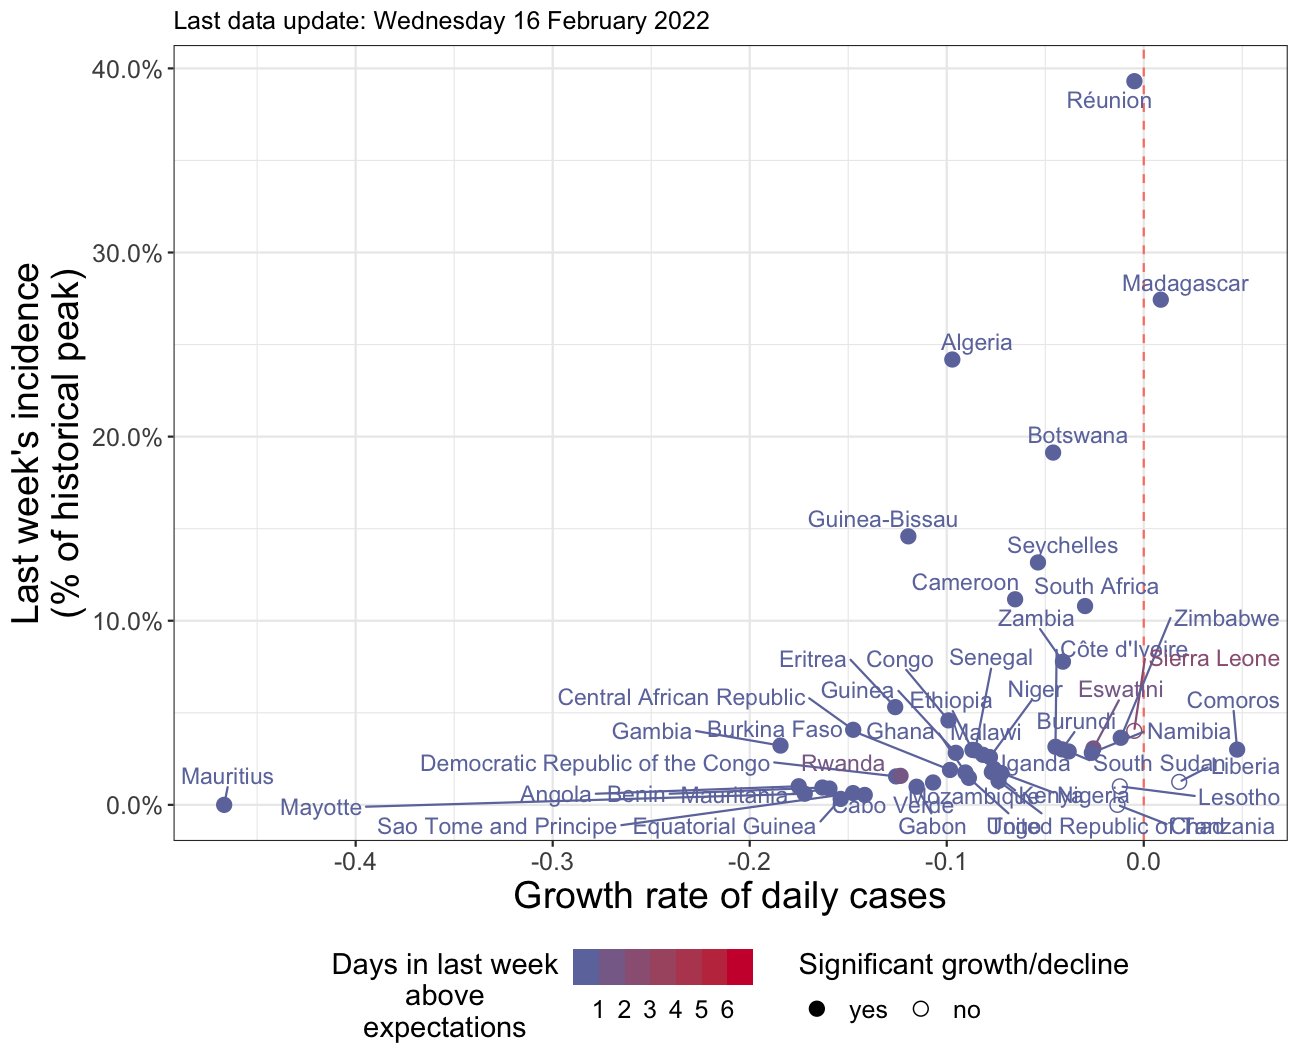 Last data update: Wednesday 16 February 2022
40.0%
30.0%
20.0%
10.0%
0.0%
Last week's incidence
(% of historical peak)
Réunion
Madagascar
Algeria
Botswana
Guinea-Bissau
Seychelles
Cameroon
South Africa
Zambia
Zimbabwe
Côte d'Ivoire
Eritrea
Congo
Senegal
Sierra Leone
Central African Republic
Guinea
Ethiopia
Niger
Eswatini
Comoros
Gambia
Burkina Faso
Ghana
Malawi
Burundi
Namibia
Democratic Republic of the Congo
Rwanda
Uganda
South Sudan
Liberia
Mauritius
Mayotte
Angola
Benin
Mauritania
Cabo Verde
Mozambique
Kenya
Nigeria
Lesotho
Sao Tome and Principe
Equatorial Guinea
Gabon
Togo
United Republic of Tanzania
Chad
-0.4
-0.3
-0.2
-0.1
0.0
Growth rate of daily cases
Days in last week
above
expectations
1 2 3 4 5 6
Significant growth/decline
yes
no